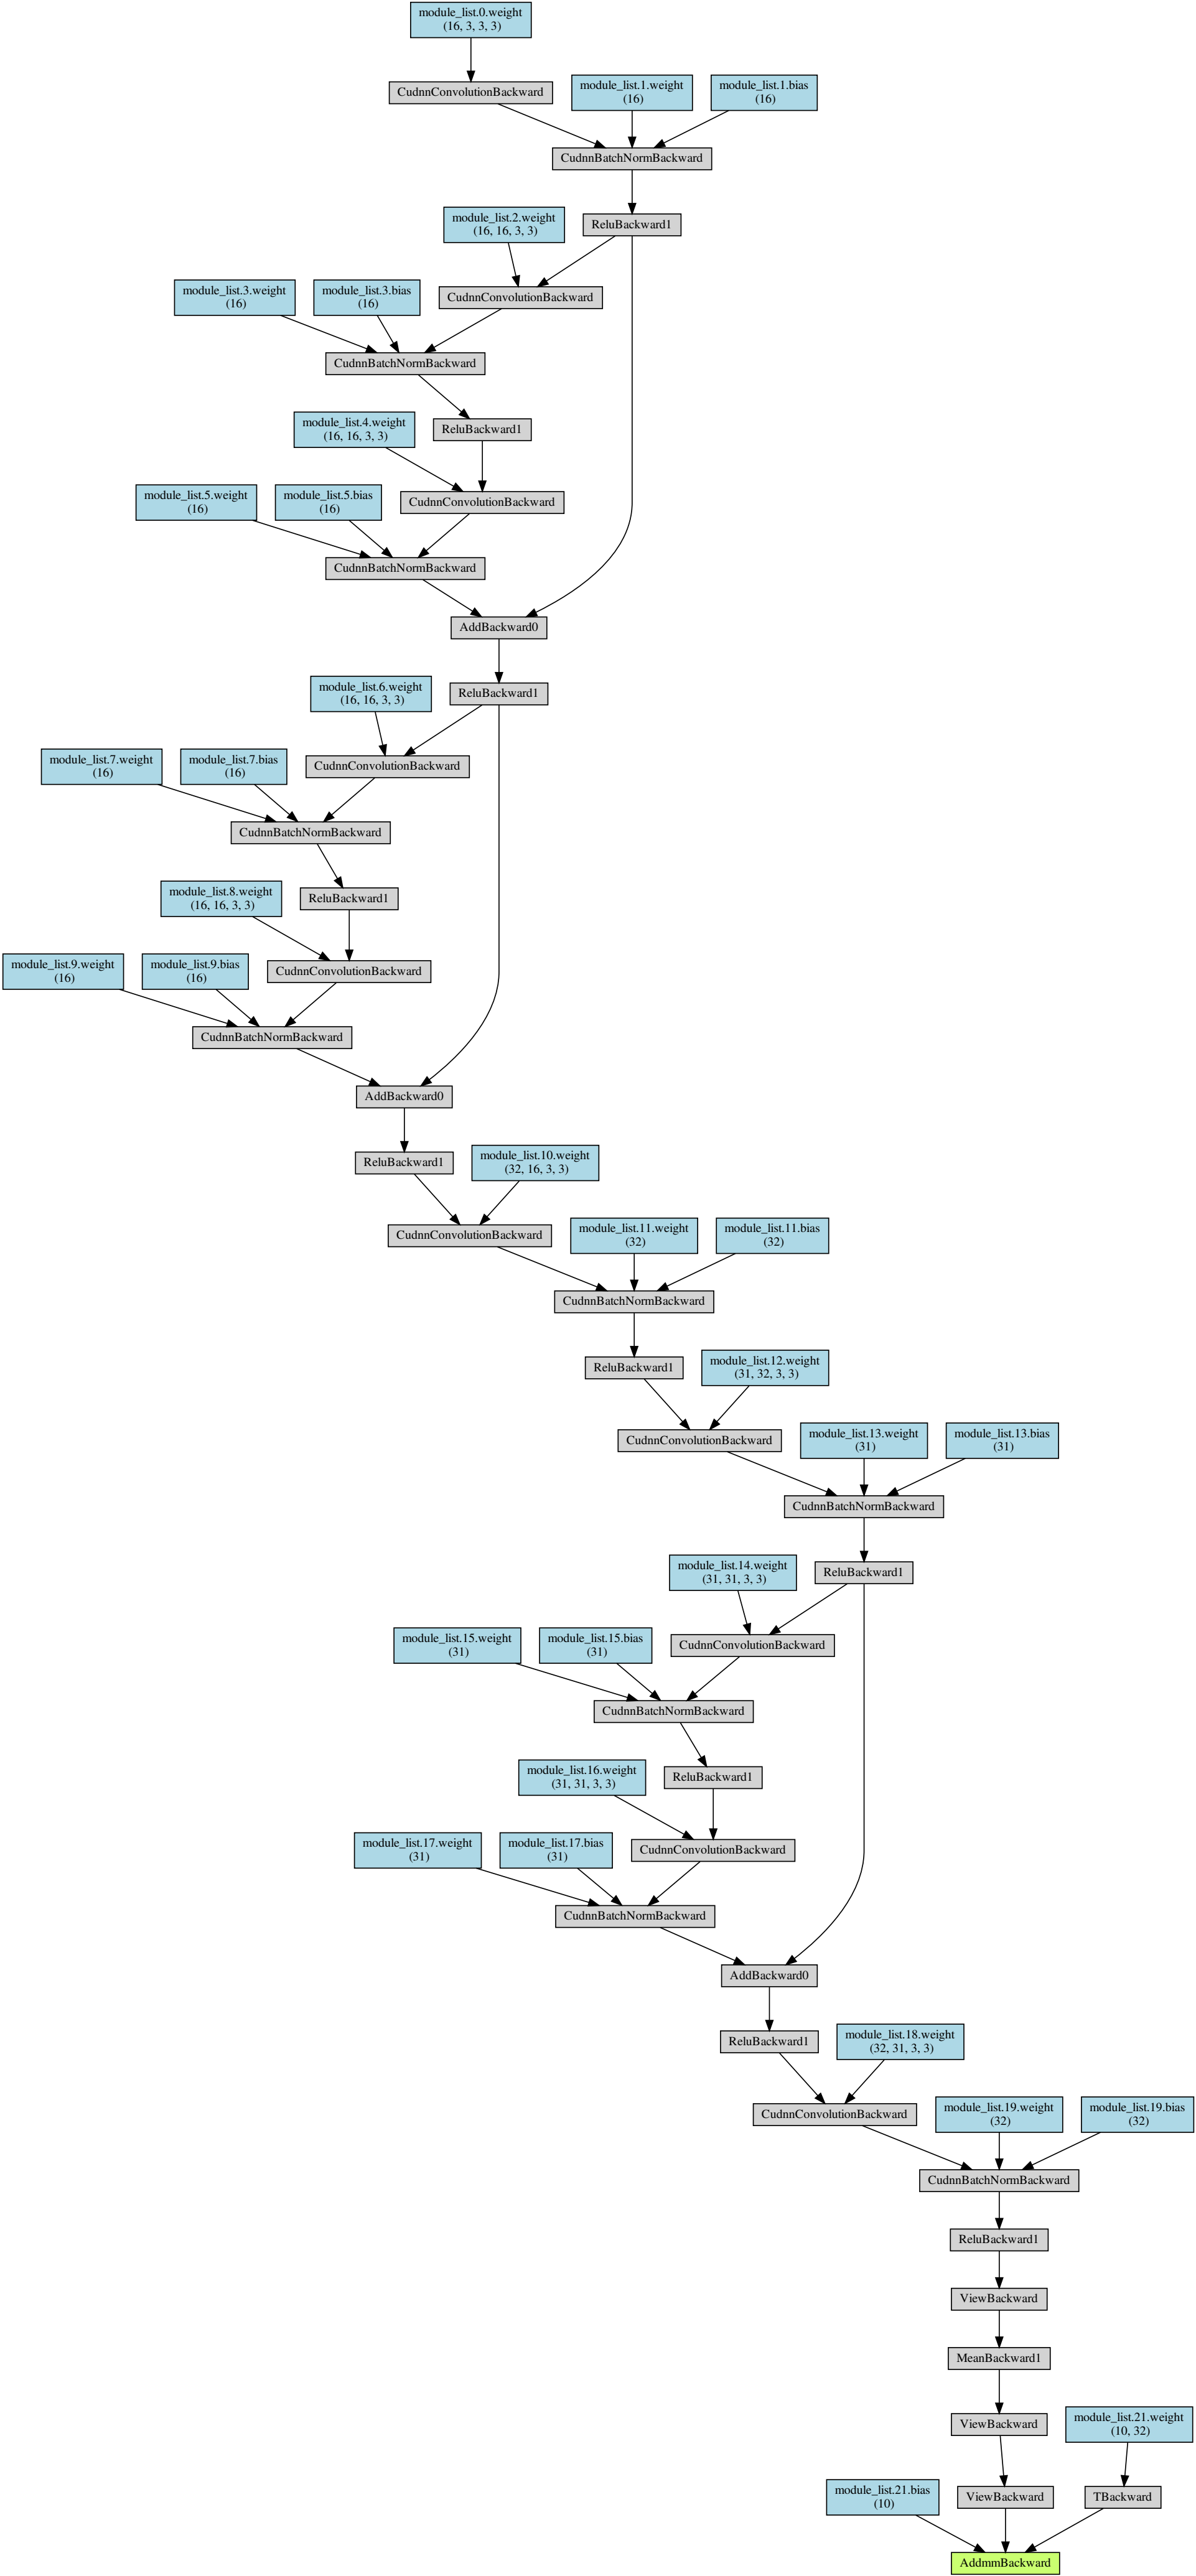 module_list.0.weight
(16, 3, 3, 3)
CudnnConvolutionBackward
module_list.1.weight
(16)
module_list.1.bias
(16)
CudnnBatchNormBackward
module_list.2.weight
(16, 16, 3, 3)
ReluBackward1
module_list.3.weight
(16)
module_list.3.bias
(16)
CudnnConvolutionBackward
CudnnBatchNormBackward
module_list.4.weight
(16, 16, 3, 3)
ReluBackward1
module_list.5.weight
(16)
module_list.5.bias
(16)
CudnnConvolutionBackward
CudnnBatchNormBackward
AddBackward0
module_list.6.weight
(16, 16, 3, 3)
ReluBackward1
module_list.7.weight
(16)
module_list.7.bias
(16)
CudnnConvolutionBackward
CudnnBatchNormBackward
module_list.8.weight
(16, 16, 3, 3)
ReluBackward1
module_list.9.weight
(16)
module_list.9.bias
(16)
CudnnConvolutionBackward
CudnnBatchNormBackward
AddBackward0
ReluBackward1
module_list.10.weight
(32, 16, 3, 3)
CudnnConvolutionBackward
module_list.11.weight
(32)
module_list.11.bias
(32)
CudnnBatchNormBackward
ReluBackward1
module_list.12.weight
(31, 32, 3, 3)
CudnnConvolutionBackward
module_list.13.weight
(31)
module_list.13.bias
(31)
CudnnBatchNormBackward
module_list.14.weight
(31, 31, 3, 3)
ReluBackward1
module_list.15.weight
(31)
module_list.15.bias
(31)
CudnnConvolutionBackward
CudnnBatchNormBackward
module_list.16.weight
(31, 31, 3, 3)
ReluBackward1
module_list.17.weight
(31)
module_list.17.bias
(31)
CudnnConvolutionBackward
CudnnBatchNormBackward
AddBackward0
ReluBackward1
module_list.18.weight
(32, 31, 3, 3)
CudnnConvolutionBackward
module_list.19.weight
(32)
module_list.19.bias
(32)
CudnnBatchNormBackward
ReluBackward1
ViewBackward
MeanBackward1
ViewBackward
module_list.21.weight
(10, 32)
module_list.21.bias
(10)
ViewBackward
TBackward
AddmmBackward